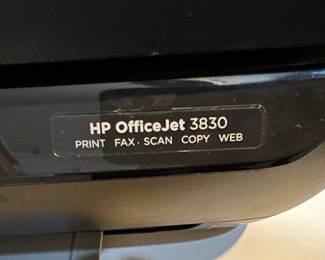 HP OfficeJet 3830
PRINT FAX SCAN COPY WEB